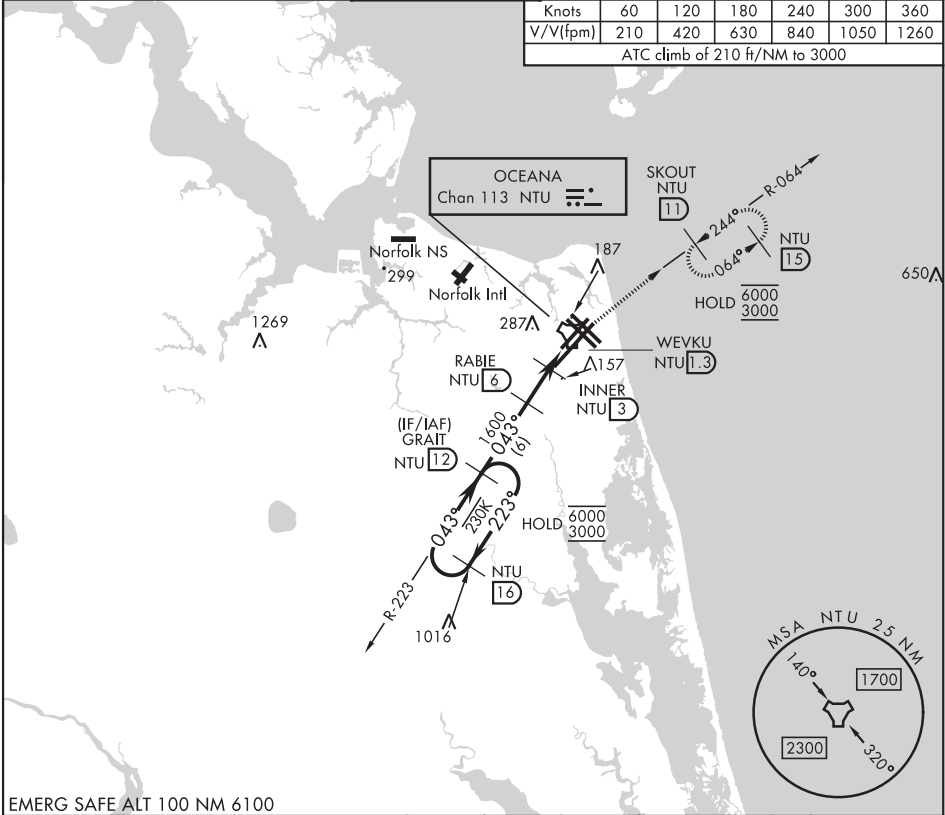 Knots 60 120 180 240 300 360
V/V(fpm) 210 420 630 840 1050 1260
ATC climb of 210 ft/NM to 3000
OCEANA
Chan 113 NTU
SKOUT
NTU
11
R-064
244°
064°
NTU
15
HOLD 6000
3000
650
187
Norfolk NS
299
Norfolk Intl
1269
287
WEVKU
NTU 1.3
157
RABIE
NTU 6
INNER
NTU 3
1600
043°
(6)
(IF/IAF)
GRAIT
NTU 12
043°
230K
223°
HOLD 6000
3000
NTU
16
R-223
1016
MSA NTU 25 NM
140°
1700
2300
320°
EMERG SAFE ALT 100 NM 6100